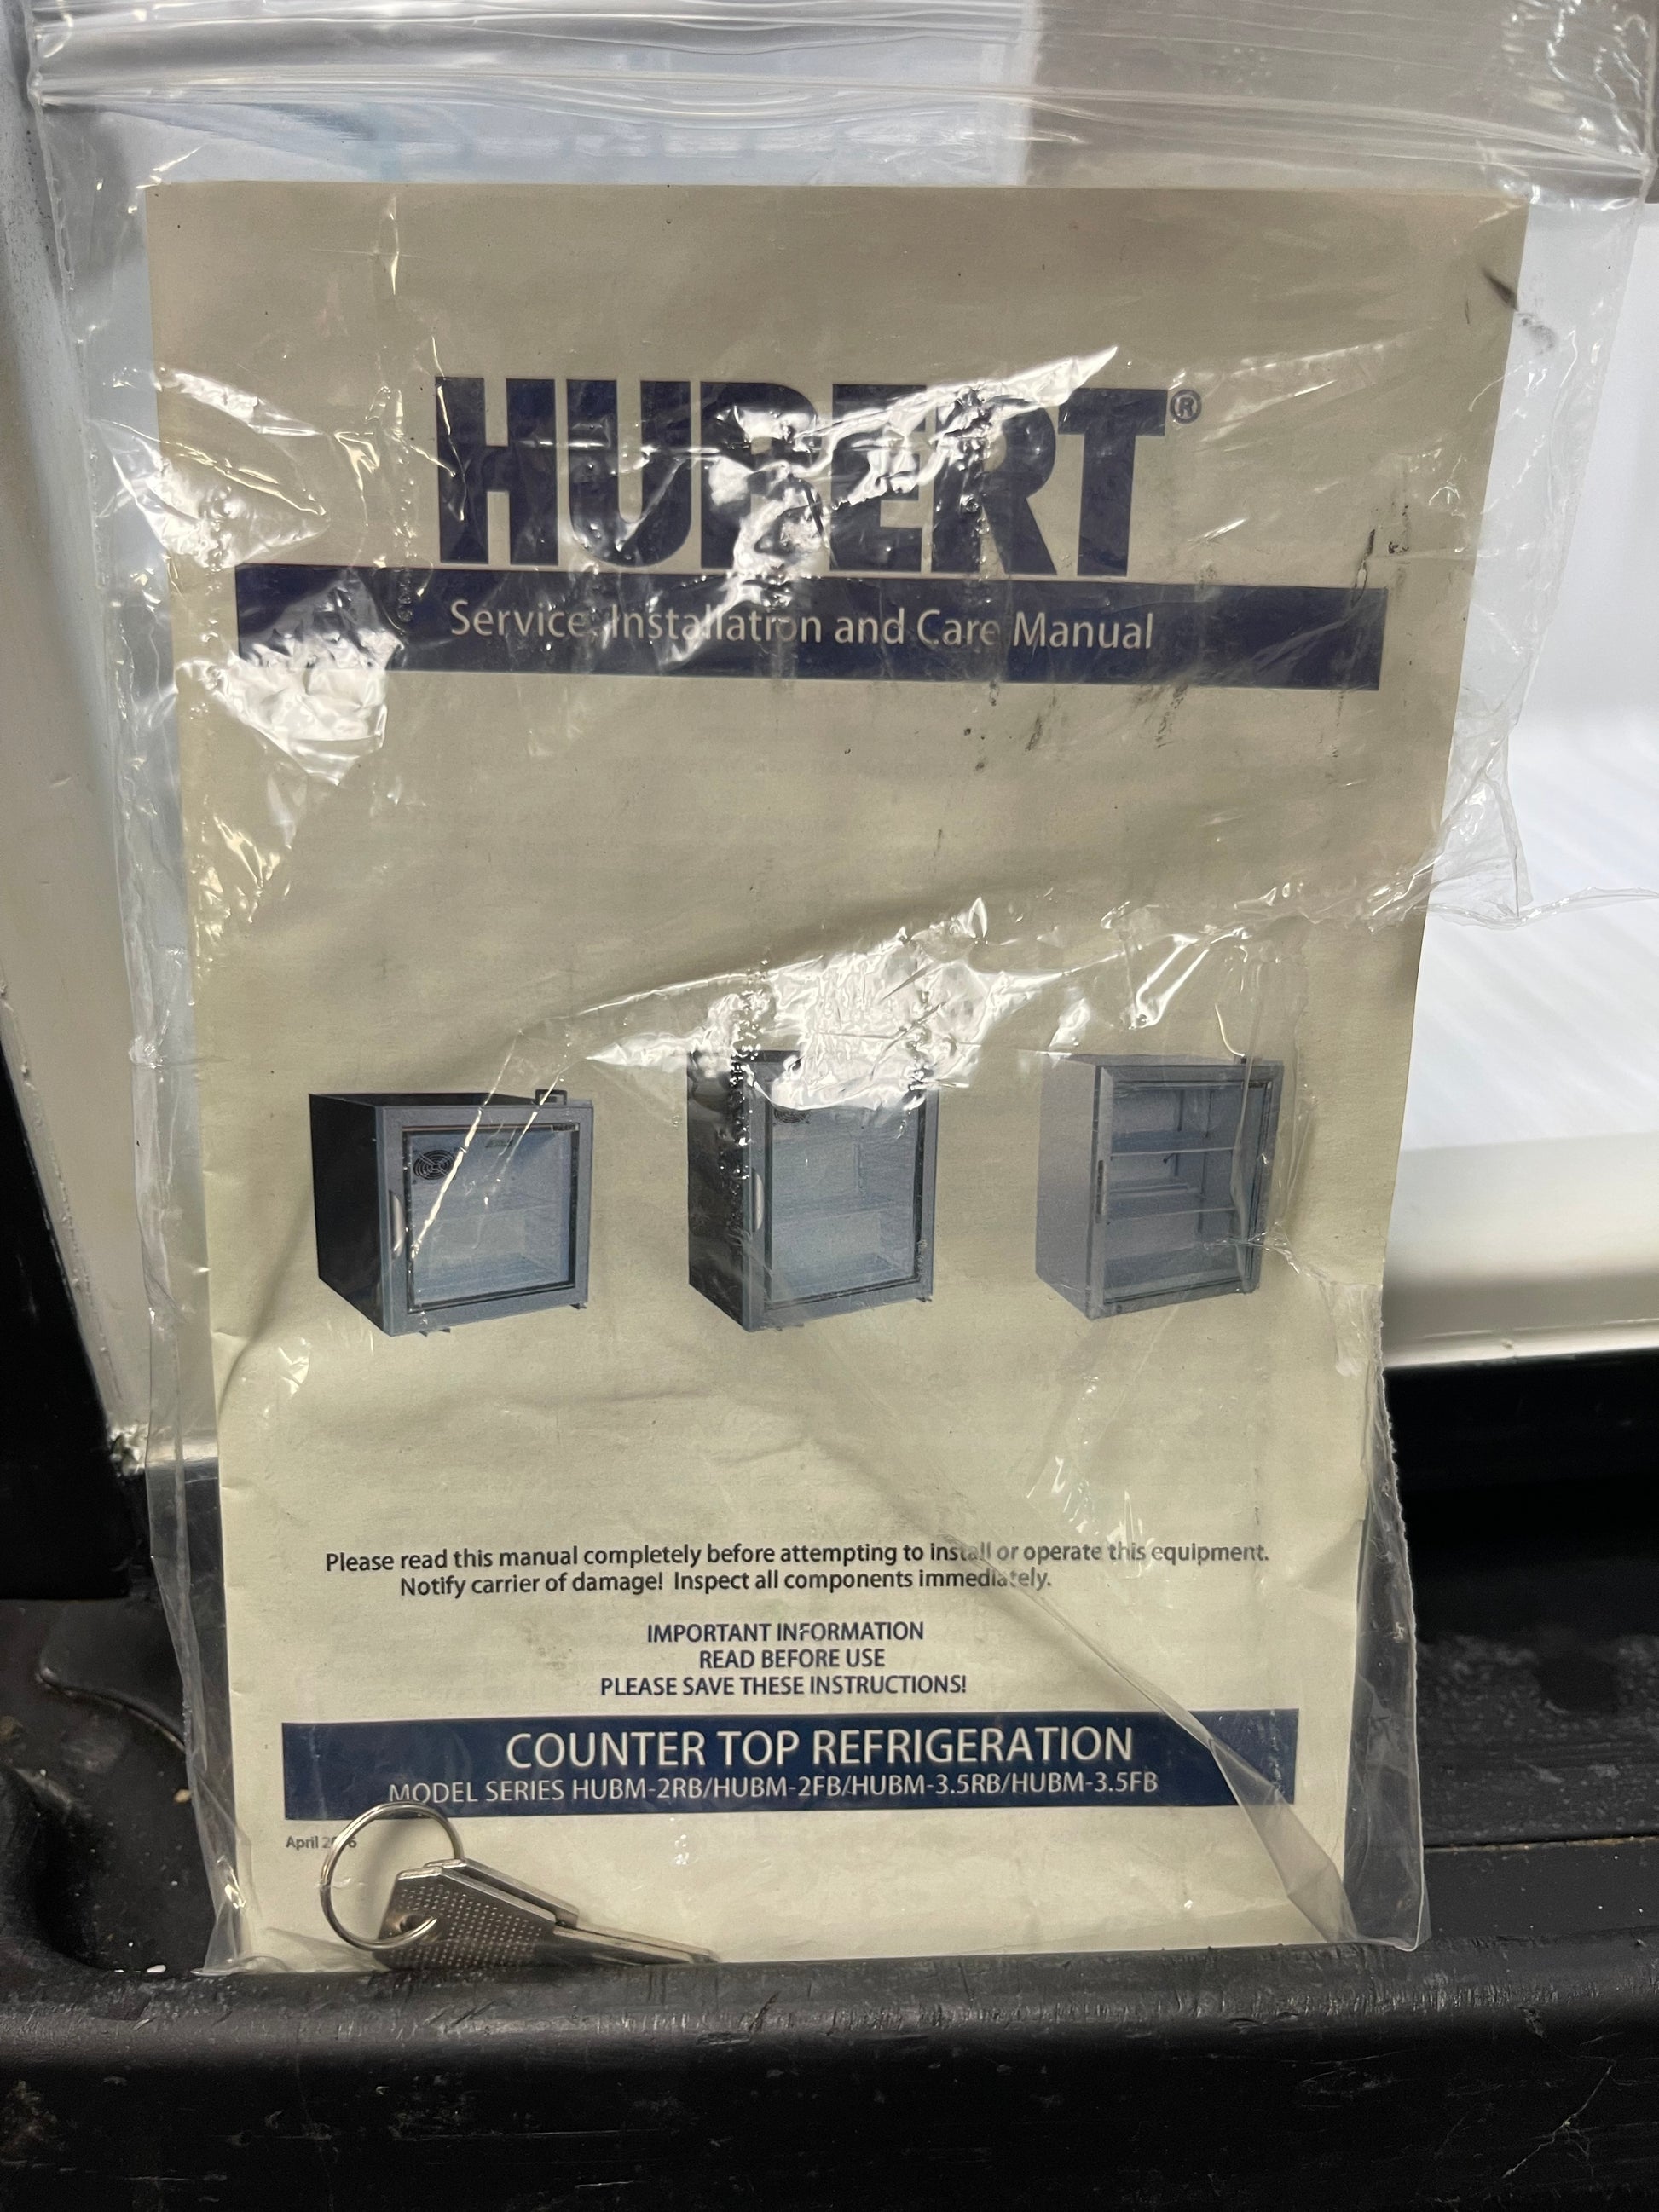 HUBERT®
Service, Installation and Care Manual
Please read this manual completely before attempting to install or operate this equipment.
Notify carrier of damage! Inspect all components immediately.
IMPORTANT INFORMATION
READ BEFORE USE
PLEASE SAVE THESE INSTRUCTIONS!
COUNTER TOP REFRIGERATION
MODEL SERIES HUBM-2RB/HUBM-2FB/HUBM-3.5RB/HUBM-3.5FB
April